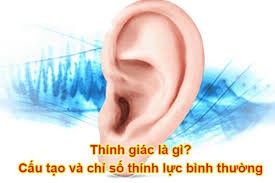 Thính giác là gì?
Cấu tạo và chỉ số thính lực bình thường